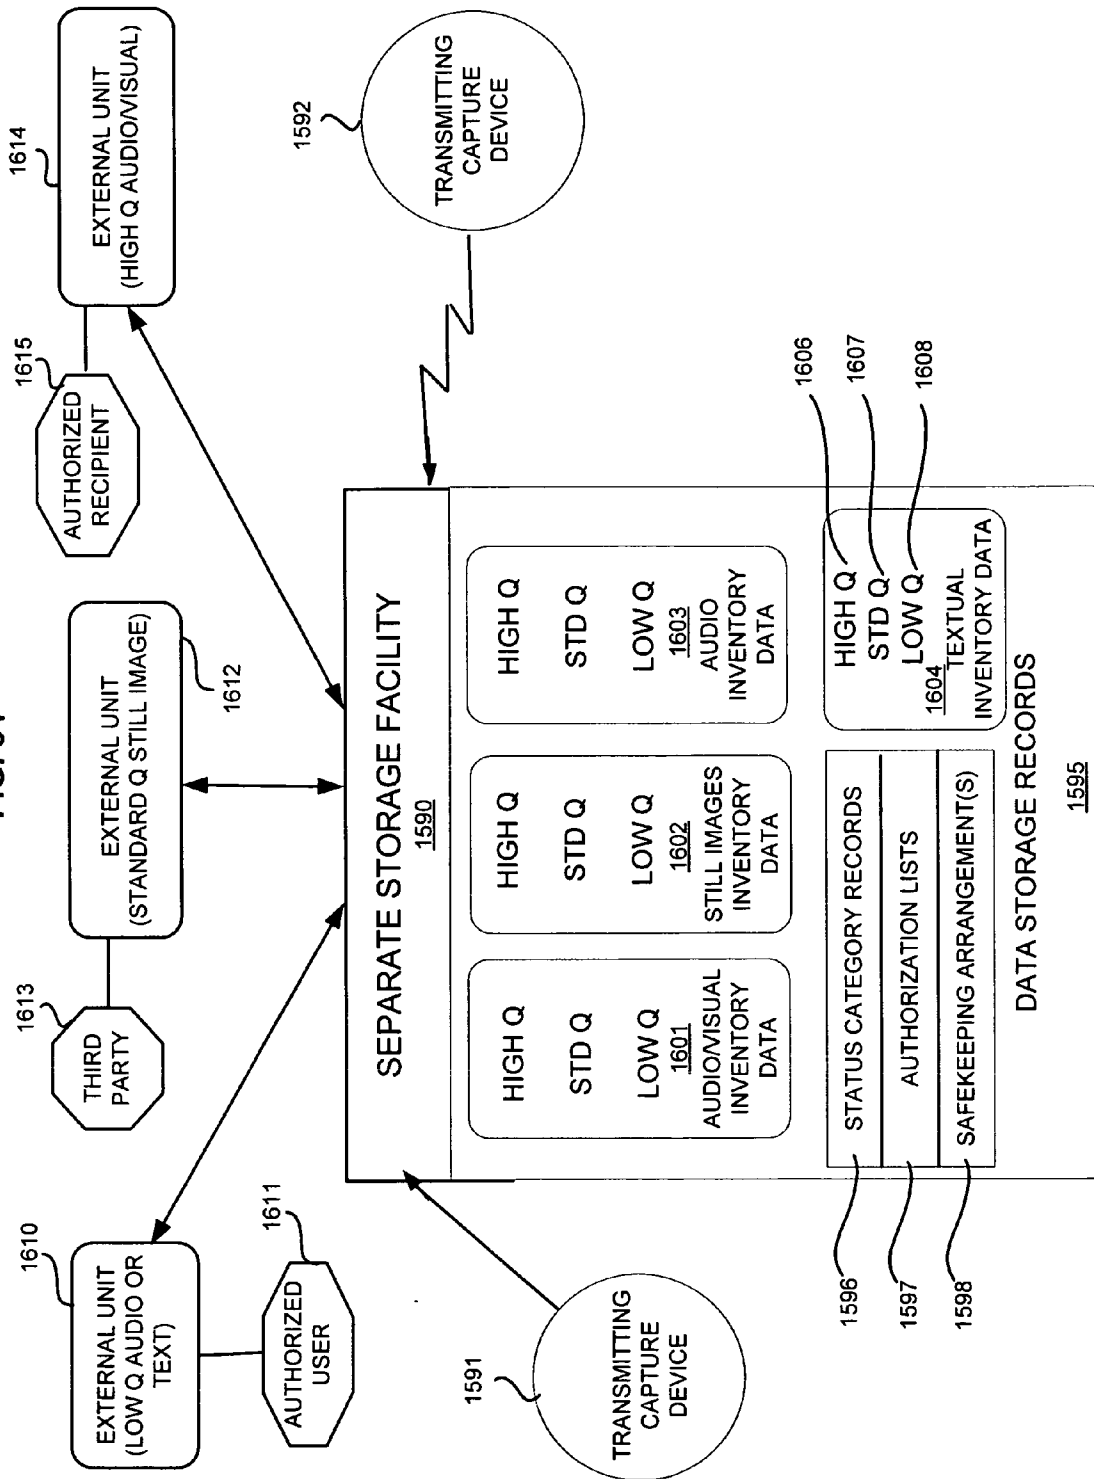 FIG.
1610
EXTERNAL UNIT
(LOW Q AUDIO OR
TEXT)
1611
AUTHORIZED
USER
1613
THIRD
PARTY
EXTERNAL UNIT
(STANDARD Q STILL IMAGE)
1612
1615
AUTHORIZED
RECIPIENT
1614
EXTERNAL UNIT
(HIGH Q AUDIO/VISUAL)
1591
TRANSMITTING
CAPTURE
DEVICE
1592
TRANSMITTING
CAPTURE
DEVICE
SEPARATE STORAGE FACILITY
1590
HIGH Q
STD Q
LOW Q
1601
AUDIO/VISUAL
INVENTORY
DATA
HIGH Q
STD Q
LOW Q
1602
STILL IMAGES
INVENTORY
DATA
HIGH Q
STD Q
LOW Q
1603
AUDIO
INVENTORY
DATA
1596
STATUS CATEGORY RECORDS
1597
AUTHORIZATION LISTS
1598
SAFEKEEPING ARRANGEMENT(S)
HIGH Q
1606
STD Q
1607
LOW Q
1608
1604
TEXTUAL
INVENTORY DATA
DATA STORAGE RECORDS
1595